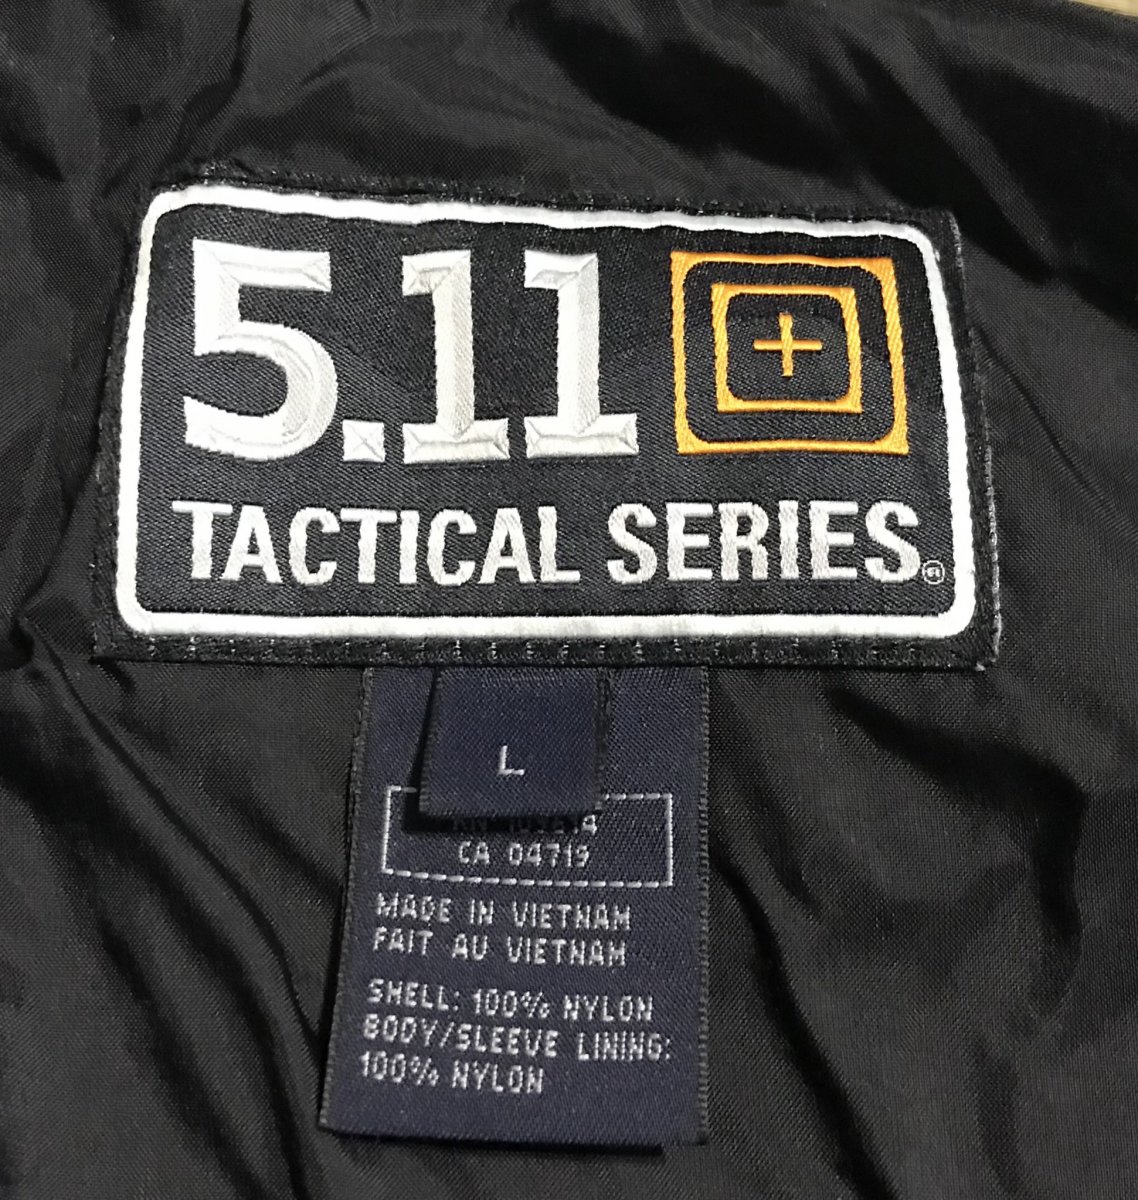 5.11
TACTICAL SERIES®
L
CA 04719
MADE IN VIETNAM
FAIT AU VIETNAM
SHELL: 100% NYLON
BODY/SLEEVE LINING:
100% NYLON